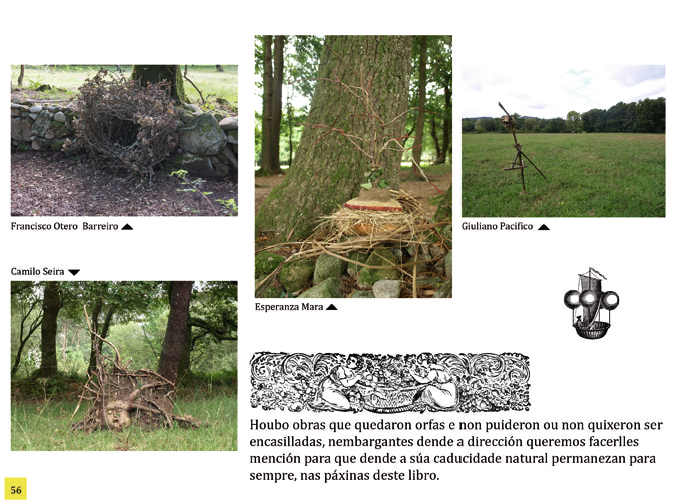 Francisco Otero Barreiro
Giuliano Pacifico
Camilo Seira
Esperanza Mara
Houbo obras que quedaron orfas e non puideron ou non quixeron ser
encasilladas, nembargantes dende a dirección queremos facerlles
mención para que dende a súa caducidade natural permanezan para
sempre, nas páxinas deste libro.
56